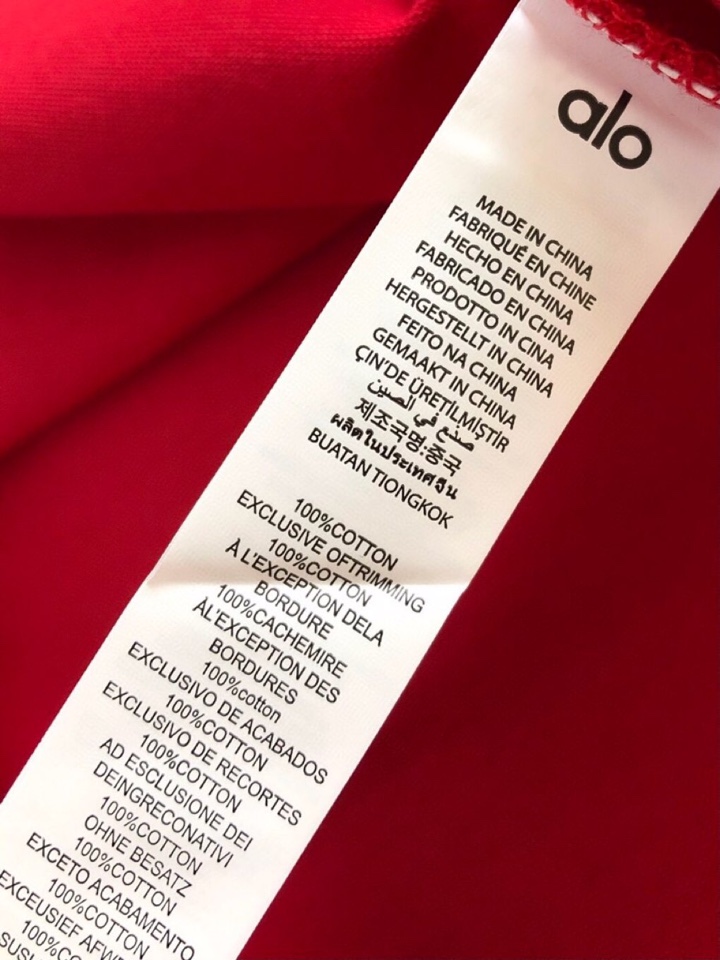 alo
MADE IN CHINA
FABRIQUÉ EN CHINE
HECHO EN CHINA
FABRICADO EN CHINA
PRODOTTO IN CINA
HERGESTELLT IN CHINA
FEITO NA CHINA
GEMAAKT IN CHINA
ÇIN'DE ÜRETİLMİŞTİR
صنع في الصين
제조국명:중국
ผลิตในประเทศจีน
BUATAN TIONGKOK
100%COTTON
EXCLUSIVE OFTRIMMING
100%COTTON
À L'EXCEPTION DELA
BORDURE
100%CACHEMIRE
ÀL'EXCEPTION DES
BORDURES
100%cotton
EXCLUSIVO DE ACABADOS
100%COTTON
EXCLUSIVO DE RECORTES
100%COTTON
AD ESCLUSIONE DEI
DEINGRECONATIVI
100%COTTON
OHNE BESATZ
100%COTTON
EXCETO ACABAMENTO
100%COTTON
EXCEUSIEF